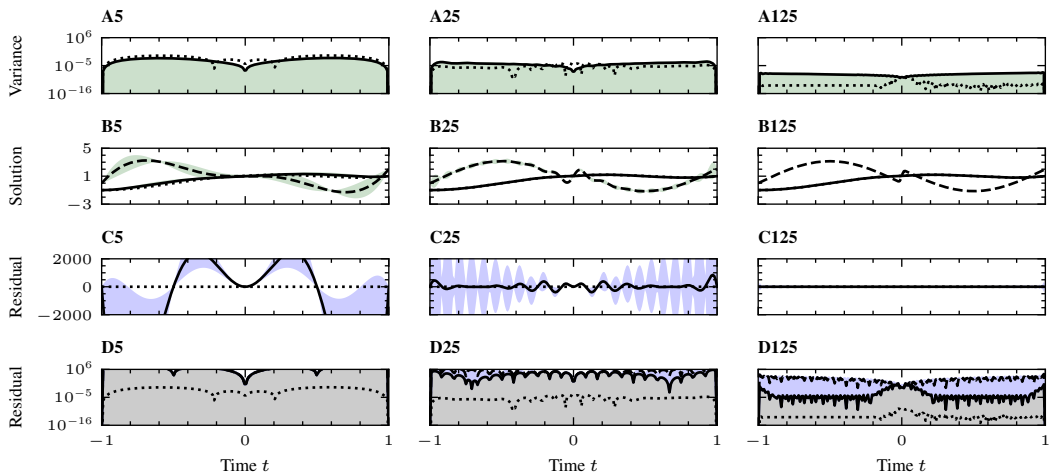 A5 A25 A125
Variance
10^6
10^-5
10^-16
B5 B25 B125
Solution
5
1
−3
C5 C25 C125
Residual
2000
0
−2000
D5 D25 D125
Residual
10^6
10^-5
10^-16
−1 0 1 −1 0 1 −1 0 1
Time t Time t Time t